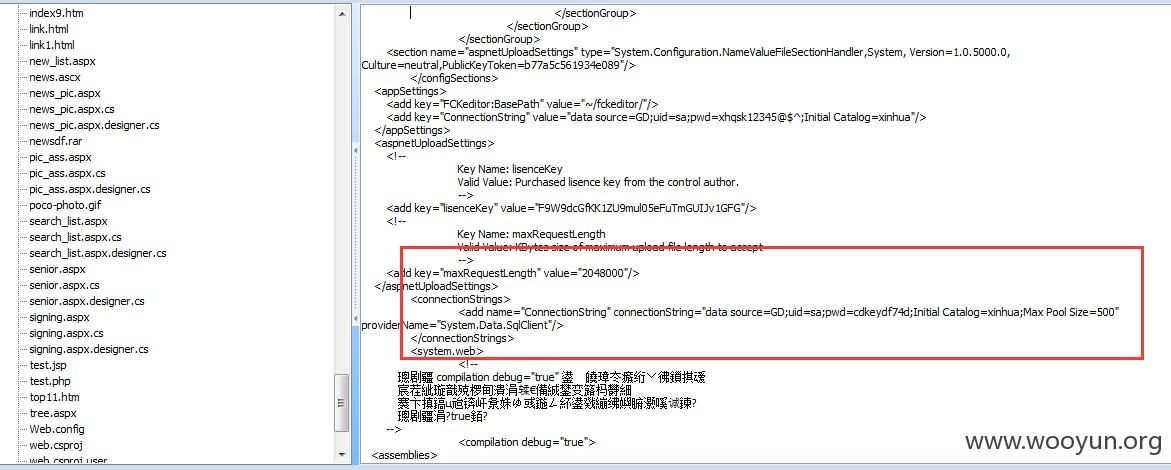 index9.htm
link.html
link1.html
new_list.aspx
news.ascx
news_pic.aspx
news_pic.aspx.cs
news_pic.aspx.designer.cs
newsdf.rar
pic_ass.aspx
pic_ass.aspx.cs
pic_ass.aspx.designer.cs
poco-photo.gif
search_list.aspx
search_list.aspx.cs
search_list.aspx.designer.cs
senior.aspx
senior.aspx.cs
senior.aspx.designer.cs
signing.aspx
signing.aspx.cs
signing.aspx.designer.cs
test.jsp
test.php
top11.htm
tree.aspx
Web.config
web.csproj
web.csproj.user
</sectionGroup>
</sectionGroup>
</sectionGroup>
<section name="aspnetUploadSettings" type="System.Configuration.NameValueFileSectionHandler,System, Version=1.0.5000.0,
Culture=neutral,PublicKeyToken=b77a5c561934e089"/>
</configSections>
<appSettings>
<add key="FCKeditor:BasePath" value="~/fckeditor/"/>
<add key="ConnectionString" value="data source=GD;uid=sa;pwd=xhqsk12345@$^;Initial Catalog=xinhua"/>
</appSettings>
<aspnetUploadSettings>
<!--
Key Name: lisenceKey
Valid Value: Purchased lisence key from the control author.
-->
<add key="lisenceKey" value="F9W9dcGfKK1ZU9mul05eFuTmGUIJv1GFG"/>
<!--
Key Name: maxRequestLength
Valid Value: KBytes size of maximum upload file length to accept
-->
<add key="maxRequestLength" value="2048000"/>
</aspnetUploadSettings>
<connectionStrings>
<add name="ConnectionString" connectionString="data source=GD;uid=sa;pwd=cdkeydf74d;Initial Catalog=xinhua;Max Pool Size=500"
providerName="System.Data.SqlClient"/>
</connectionStrings>
<system.web>
<!--
compilation debug="true"
true
-->
<compilation debug="true">
<assemblies>
www.wooyun.org